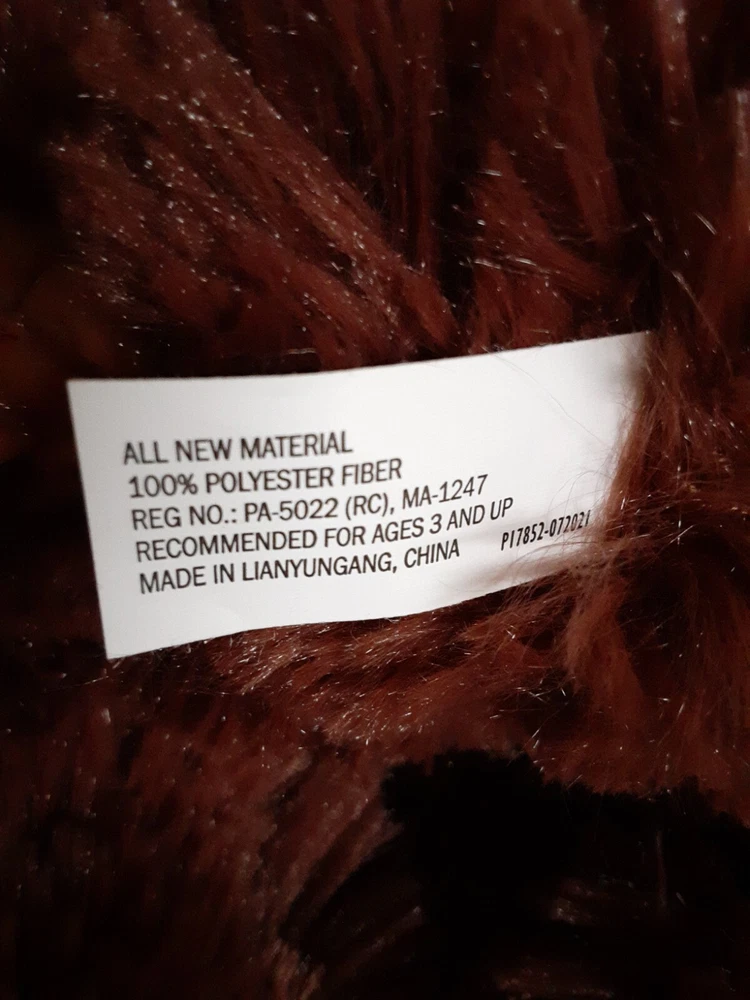 ALL NEW MATERIAL
100% POLYESTER FIBER
REG NO.: PA-5022 (RC), MA-1247
RECOMMENDED FOR AGES 3 AND UP
MADE IN LIANYUNGANG, CHINA
P17852-072021